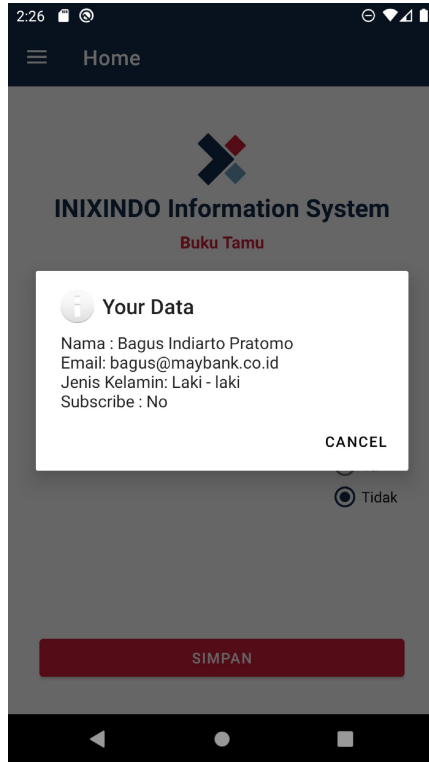 2:26
Home
INIXINDO Information System
Buku Tamu
Your Data
Nama : Bagus Indiarto Pratomo
Email: bagus@maybank.co.id
Jenis Kelamin: Laki - laki
Subscribe : No
CANCEL
Tidak
SIMPAN